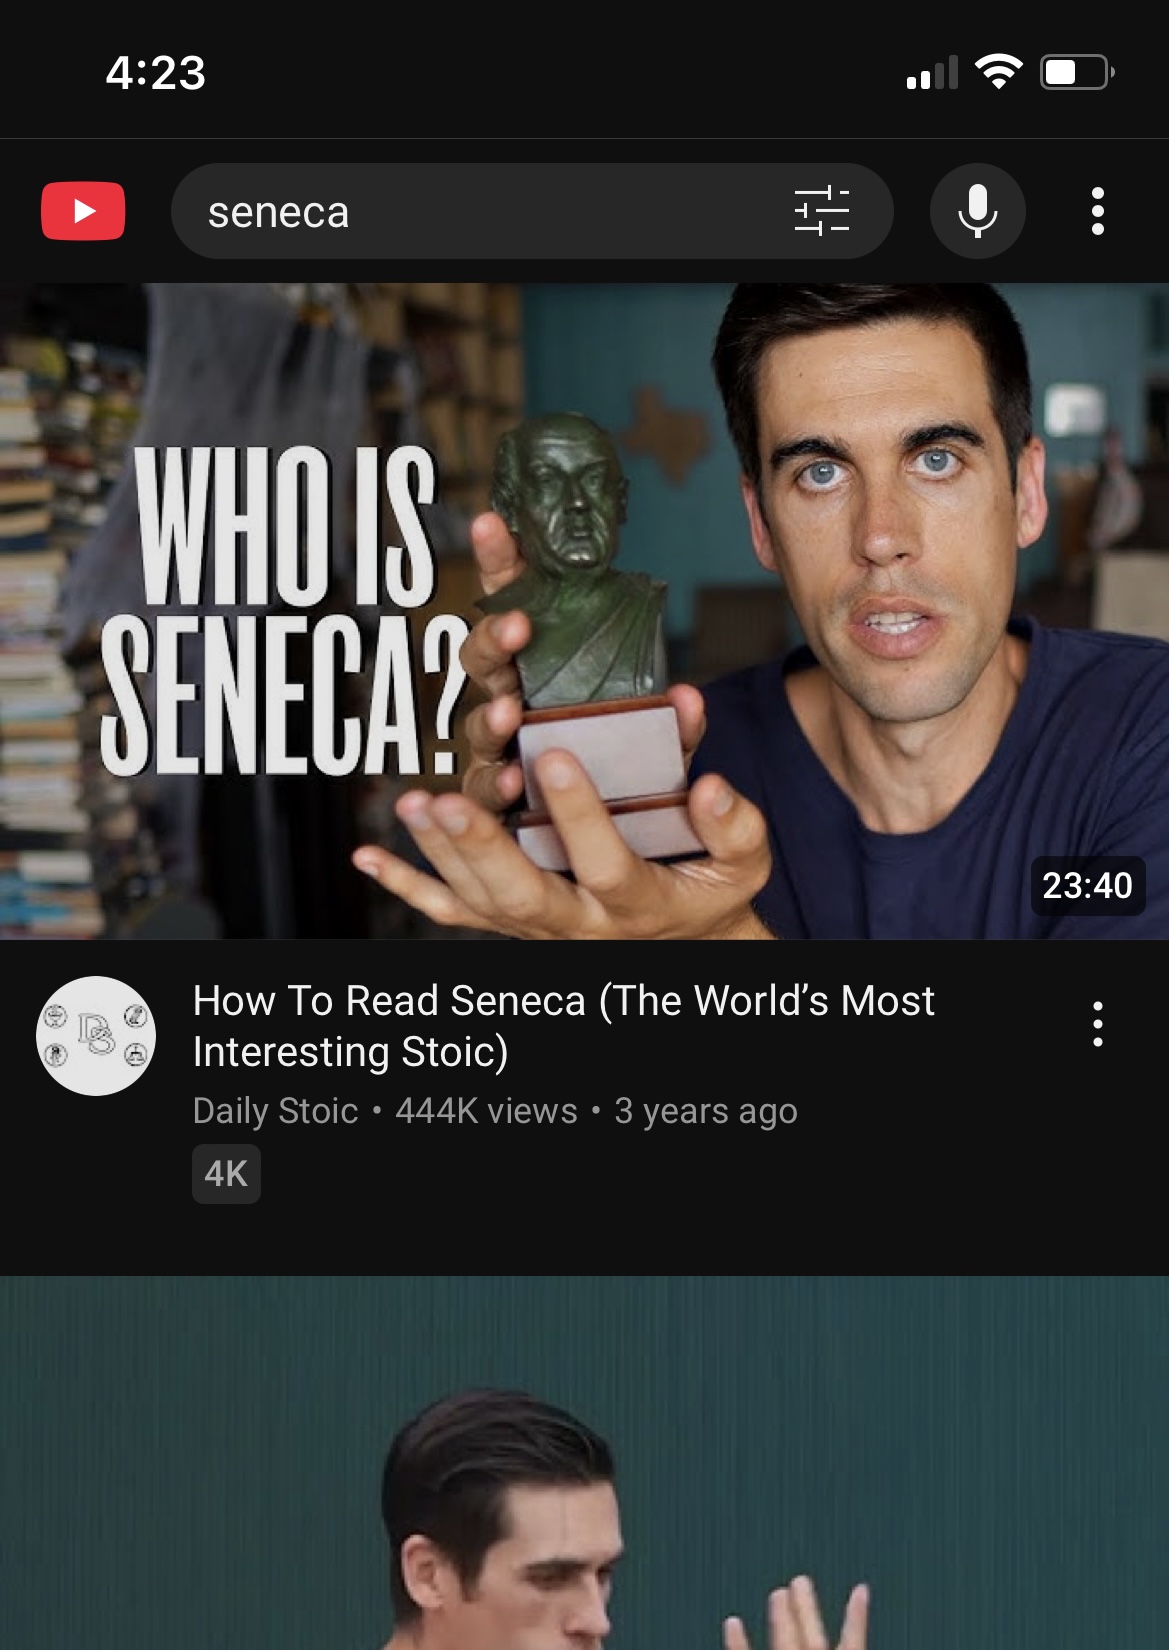 4:23
seneca
WHO IS
SENECA?
23:40
DS
How To Read Seneca (The World’s Most
Interesting Stoic)
Daily Stoic • 444K views • 3 years ago
4K